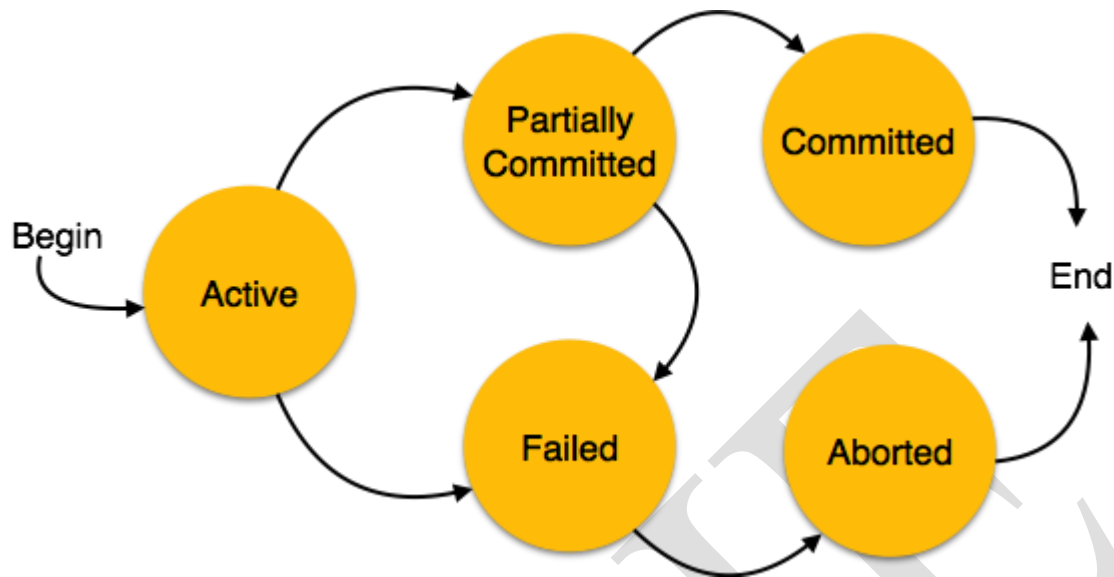 Partially
Committed
Committed
Begin
Active
End
Failed
Aborted